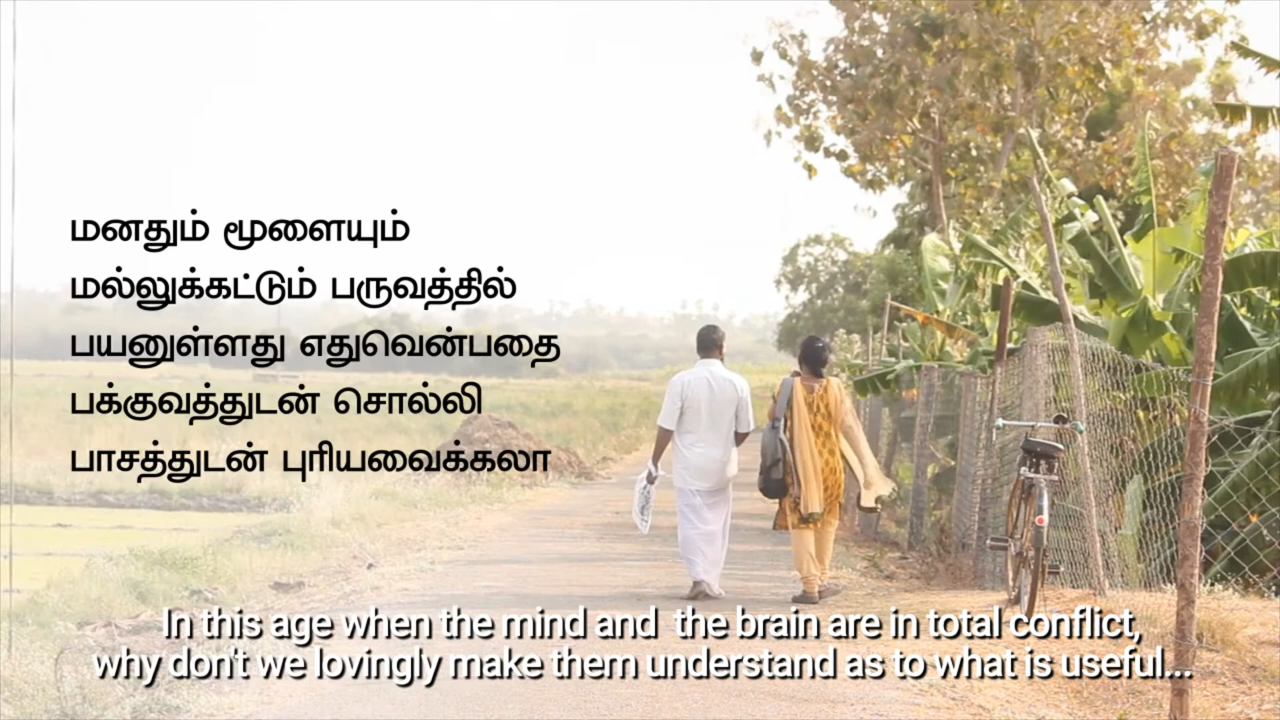 மனதும் மூளையும்
மல்லுக்கட்டும் பருவத்தில்
பயனுள்ளது எதுவென்பதை
பக்குவத்துடன் சொல்லி
பாசத்துடன் புரியவைக்கலா
In this age when the mind and the brain are in total conflict,
why don't we lovingly make them understand as to what is useful...